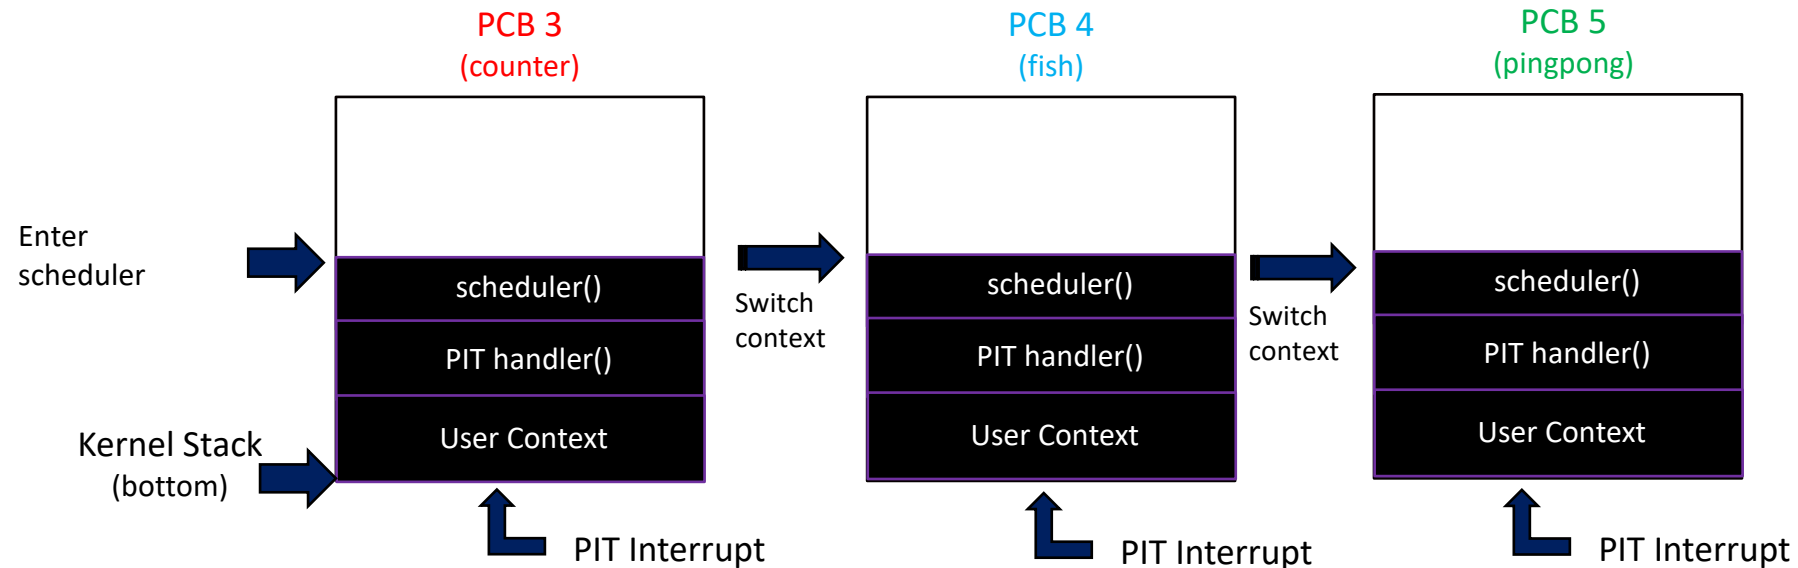 PCB 3
(counter)
PCB 4
(fish)
PCB 5
(pingpong)
Enter
scheduler
Kernel Stack
(bottom)
scheduler()
PIT handler()
User Context
PIT Interrupt
Switch
context
scheduler()
PIT handler()
User Context
PIT Interrupt
Switch
context
scheduler()
PIT handler()
User Context
PIT Interrupt